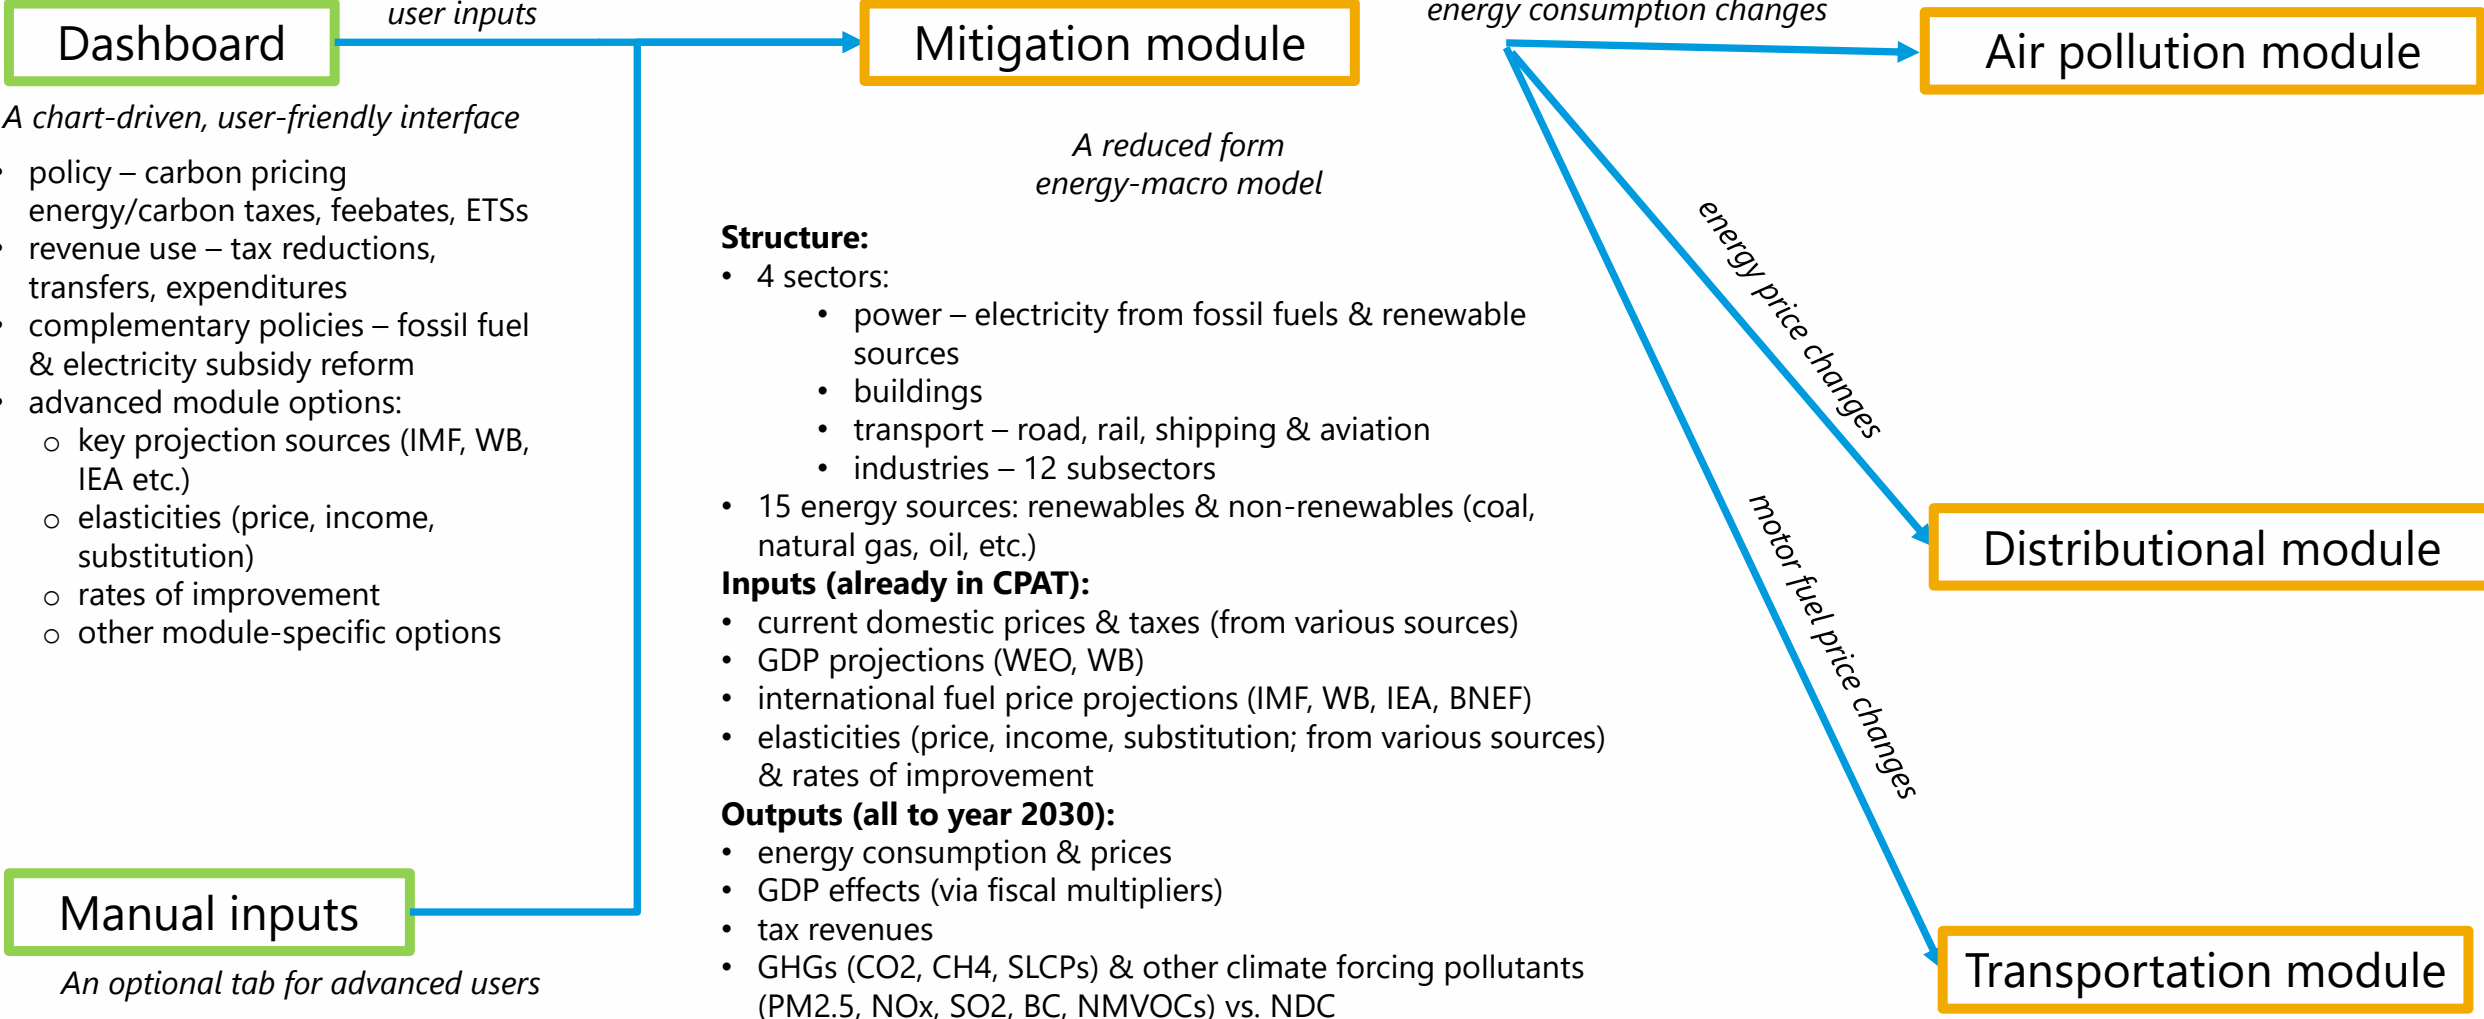 Dashboard
user inputs
A chart-driven, user-friendly interface
• policy – carbon pricing
energy/carbon taxes, feebates, ETSs
• revenue use – tax reductions,
transfers, expenditures
• complementary policies – fossil fuel
& electricity subsidy reform
• advanced module options:
o key projection sources (IMF, WB,
IEA etc.)
o elasticities (price, income,
substitution)
o rates of improvement
o other module-specific options
Manual inputs
An optional tab for advanced users
Mitigation module
A reduced form
energy-macro model
Structure:
• 4 sectors:
• power – electricity from fossil fuels & renewable
sources
• buildings
• transport – road, rail, shipping & aviation
• industries – 12 subsectors
• 15 energy sources: renewables & non-renewables (coal,
natural gas, oil, etc.)
Inputs (already in CPAT):
• current domestic prices & taxes (from various sources)
• GDP projections (WEO, WB)
• international fuel price projections (IMF, WB, IEA, BNEF)
• elasticities (price, income, substitution; from various sources)
& rates of improvement
Outputs (all to year 2030):
• energy consumption & prices
• GDP effects (via fiscal multipliers)
• tax revenues
• GHGs (CO2, CH4, SLCPs) & other climate forcing pollutants
(PM2.5, NOx, SO2, BC, NMVOCs) vs. NDC
energy consumption changes
Air pollution module
energy price changes
Distributional module
motor fuel price changes
Transportation module